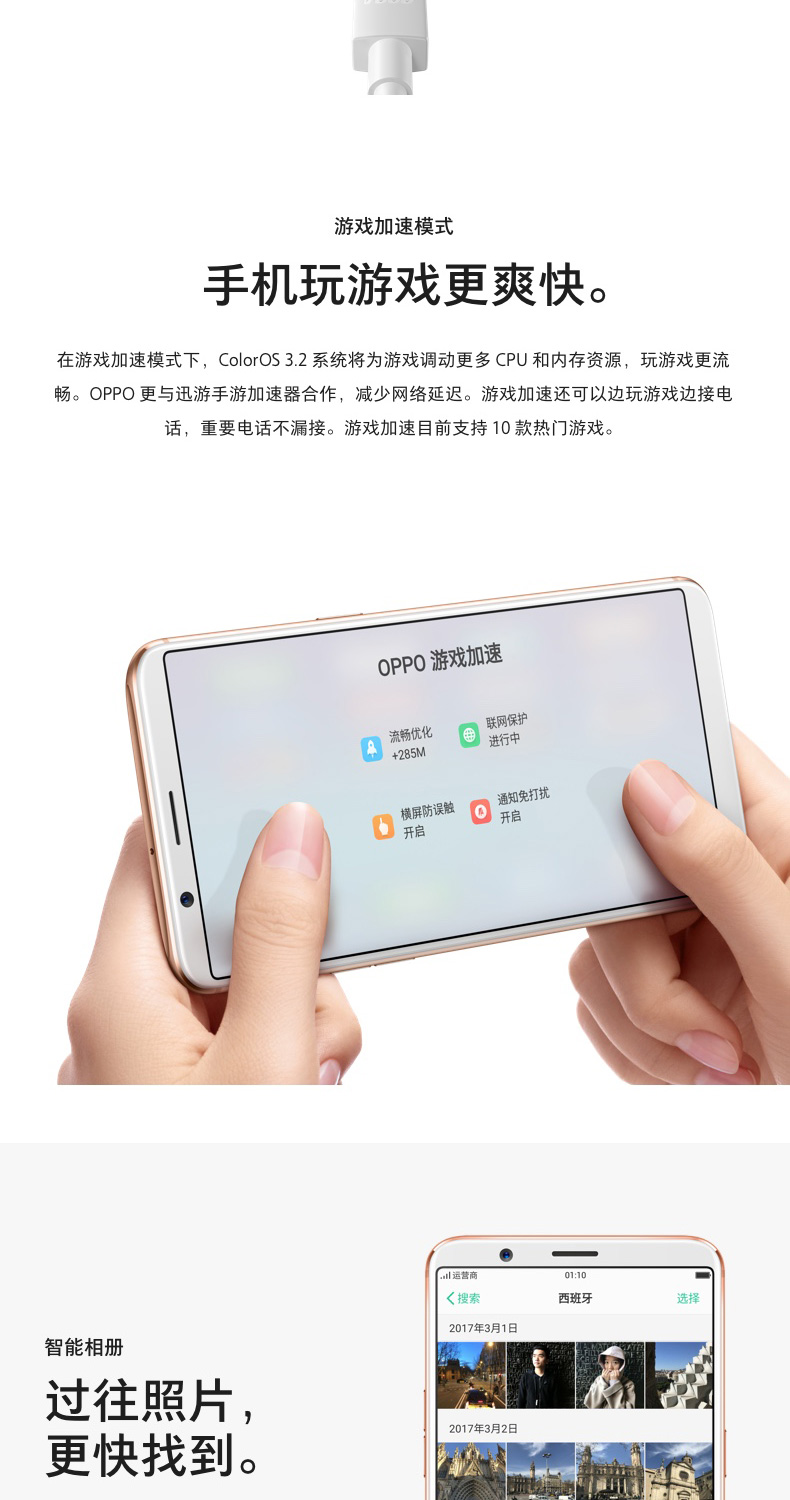 游戏加速模式
手机玩游戏更爽快。
在游戏加速模式下，ColorOS 3.2 系统将为游戏调动更多 CPU 和内存资源，玩游戏更流
畅。OPPO 更与迅游手游加速器合作，减少网络延迟。游戏加速还可以边玩游戏边接电
话，重要电话不漏接。游戏加速目前支持 10 款热门游戏。
OPPO 游戏加速
流畅优化
+285M
联网保护
进行中
横屏防误触
开启
通知免打扰
开启
智能相册
过往照片，
更快找到。
运营商 01:10
搜索 西班牙 选择
2017年3月1日
2017年3月2日